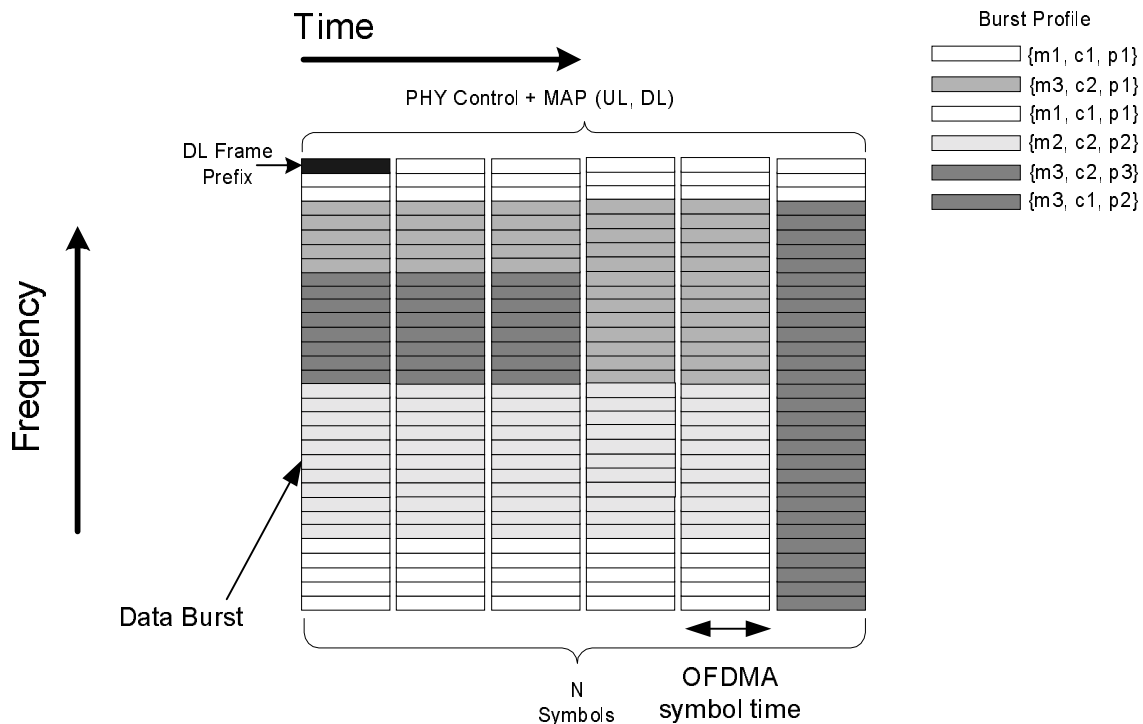 Time
PHY Control + MAP (UL, DL)
DL Frame
Prefix
Frequency
Data Burst
N
Symbols
OFDMA
symbol time
Burst Profile
{m1, c1, p1}
{m3, c2, p1}
{m1, c1, p1}
{m2, c2, p2}
{m3, c2, p3}
{m3, c1, p2}